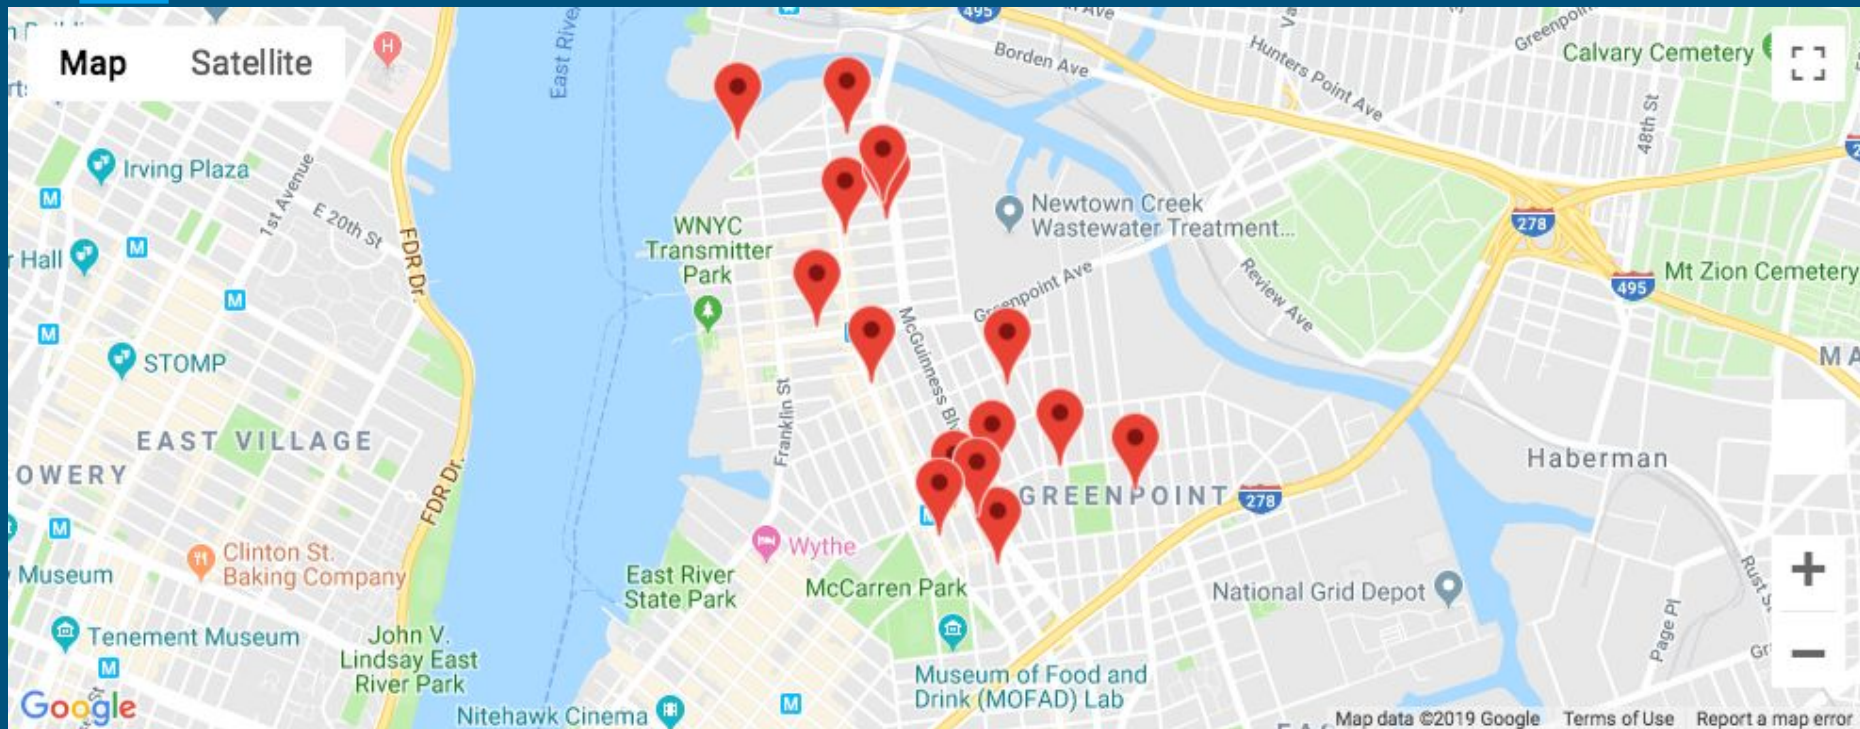 Map
Satellite
H
East River
495
Borden Ave
Hunters Point Ave
Calvary Cemetery
48th St
Irving Plaza
1st Avenue
E 20th St
M
M
FDR Dr.
WNYC
Transmitter
Park
Newtown Creek
Wastewater Treatment...
278
495
Mt Zion Cemetery
Hall
M
M
Review Ave
McGuinness
STOMP
Franklin St
EAST VILLAGE
FDR Dr.
Haberman
GREENPOINT
278
M
Wythe
Clinton St.
Baking Company
Museum
East River
State Park
McCarren Park
National Grid Depot
Page Pl
Tenement Museum
M
John V.
Lindsay East
River Park
Museum of Food and
Drink (MOFAD) Lab
M
Google
Nitehawk Cinema
Map data ©2019 Google
Terms of Use
Report a map error